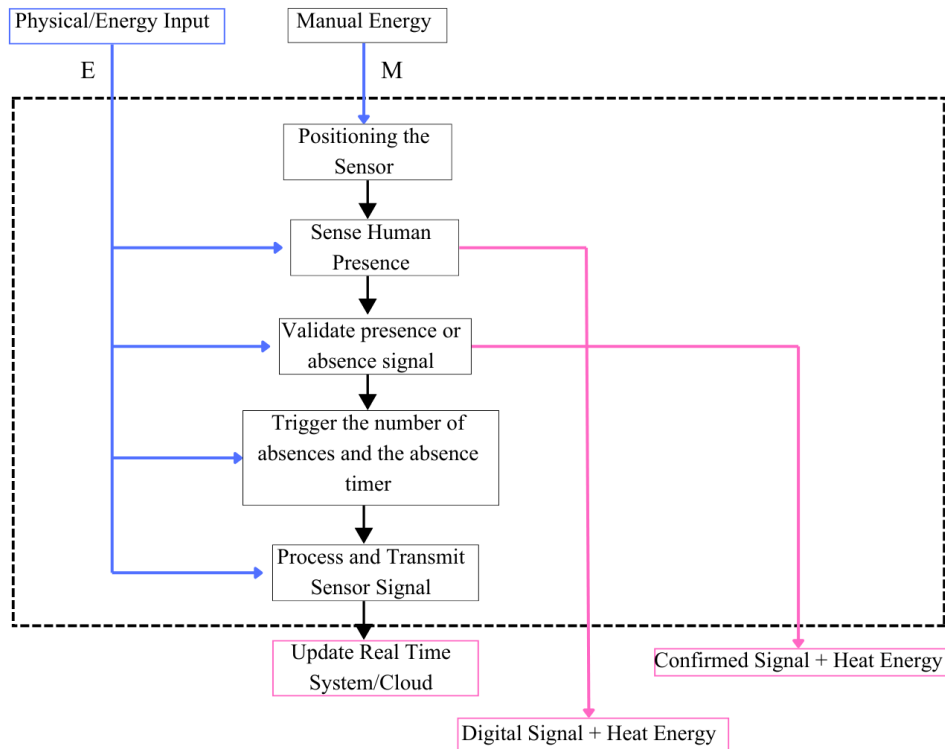 Physical/Energy Input
Manual Energy
E
M
Positioning the
Sensor
Sense Human
Presence
Validate presence or
absence signal
Trigger the number of
absences and the absence
timer
Process and Transmit
Sensor Signal
Update Real Time
System/Cloud
Confirmed Signal + Heat Energy
Digital Signal + Heat Energy